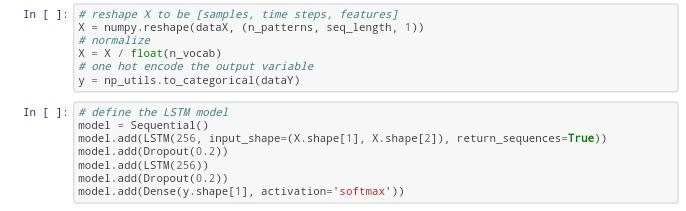 In [ ]: # reshape X to be [samples, time steps, features]
X = numpy.reshape(dataX, (n_patterns, seq_length, 1))
# normalize
X = X / float(n_vocab)
# one hot encode the output variable
y = np_utils.to_categorical(dataY)
In [ ]: # define the LSTM model
model = Sequential()
model.add(LSTM(256, input_shape=(X.shape[1], X.shape[2]), return_sequences=True))
model.add(Dropout(0.2))
model.add(LSTM(256))
model.add(Dropout(0.2))
model.add(Dense(y.shape[1], activation='softmax'))